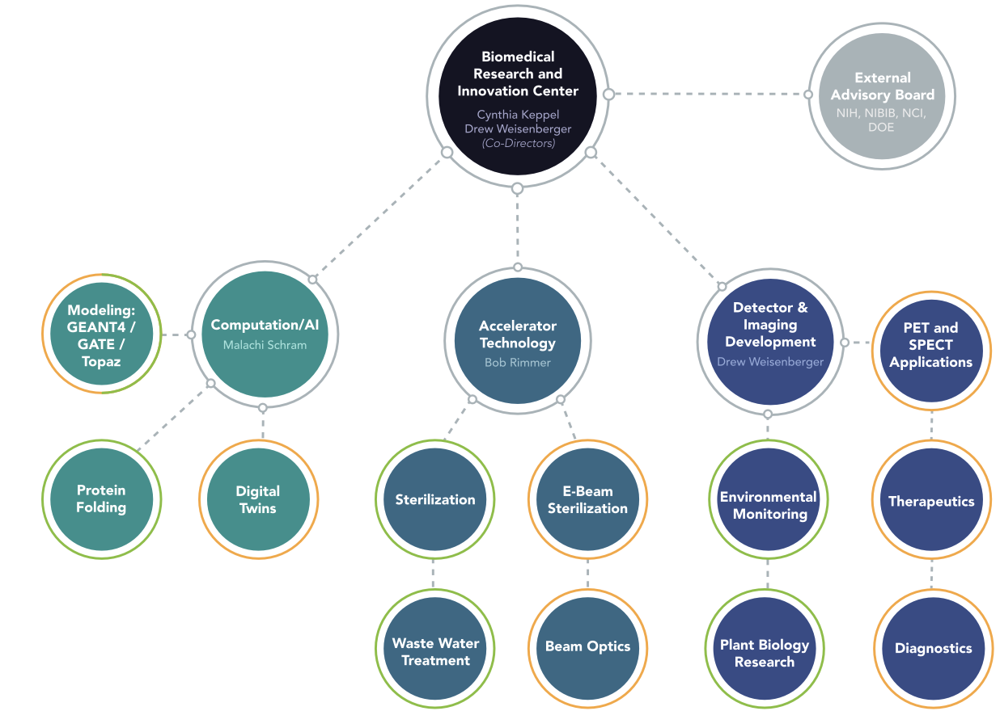 Biomedical
Research and
Innovation Center
Cynthia Keppel
Drew Weisenberger
(Co-Directors)
External
Advisory Board
NIH, NIBIB, NCI,
DOE
Modeling:
GEANT4 /
GATE /
Topaz
Computation/AI
Malachi Schram
Accelerator
Technology
Bob Rimmer
Detector &
Imaging
Development
Drew Weisenberger
PET and
SPECT
Applications
Protein
Folding
Digital
Twins
Sterilization
E-Beam
Sterilization
Environmental
Monitoring
Therapeutics
Waste Water
Treatment
Beam Optics
Plant Biology
Research
Diagnostics